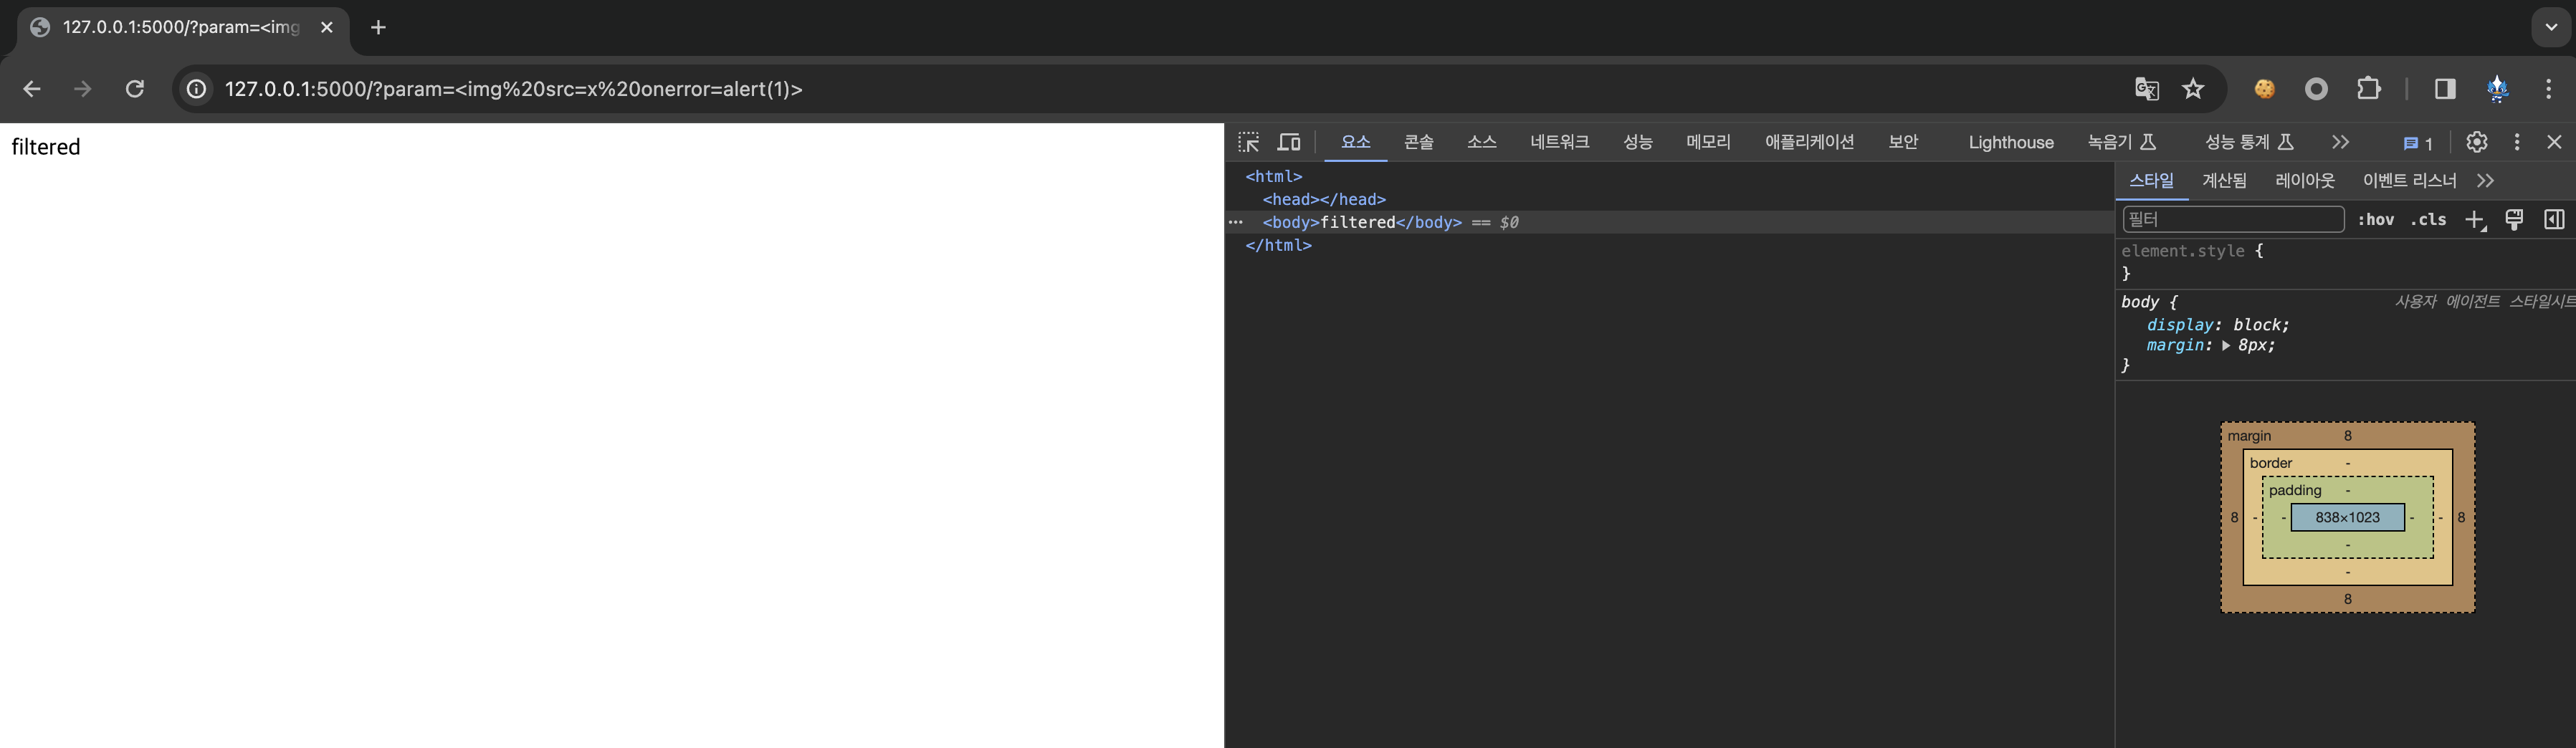 127.0.0.1:5000/?param=<img
127.0.0.1:5000/?param=<img%20src=x%20onerror=alert(1)>
filtered
요소 콘솔 소스 네트워크 성능 메모리 애플리케이션 보안 Lighthouse 녹음기 성능 통계 1
<html>
<head></head>
<body>filtered</body> == $0
</html>
스타일 계산됨 레이아웃 이벤트 리스너
필터 :hov .cls
element.style {
}
body { 사용자 에이전트 스타일시트
display: block;
margin: 8px;
}
margin 8
border -
padding -
8 - - 838×1023 - - 8
-
-
8